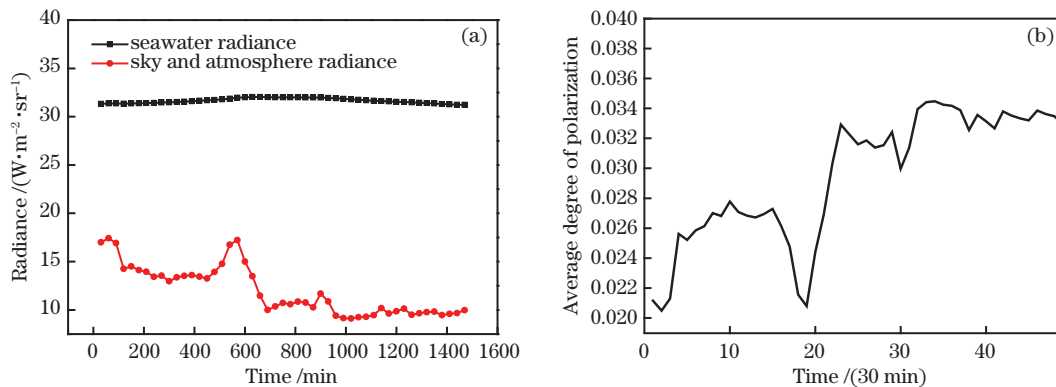 (a)
seawater radiance
sky and atmosphere radiance
Radiance /(W·m⁻²·sr⁻¹)
40
35
30
25
20
15
10
0 200 400 600 800 1000 1200 1400 1600
Time /min
(b)
Average degree of polarization
0.040
0.038
0.036
0.034
0.032
0.030
0.028
0.026
0.024
0.022
0.020
0 10 20 30 40
Time /(30 min)